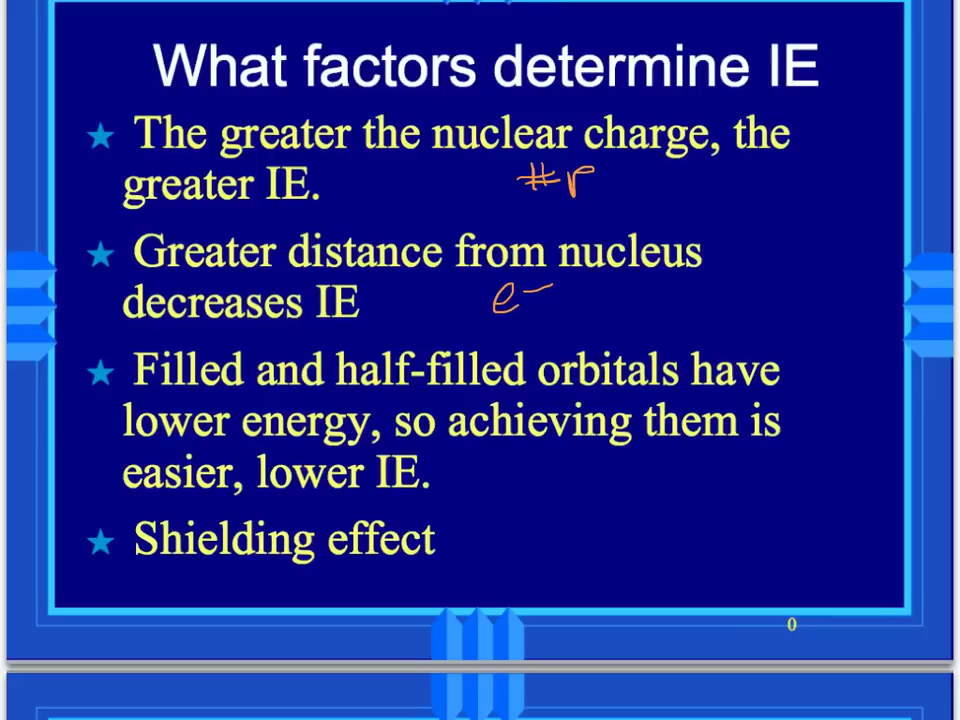 What factors determine IE
The greater the nuclear charge, the
greater IE.
#p
Greater distance from nucleus
decreases IE
e-
Filled and half-filled orbitals have
lower energy, so achieving them is
easier, lower IE.
Shielding effect
0